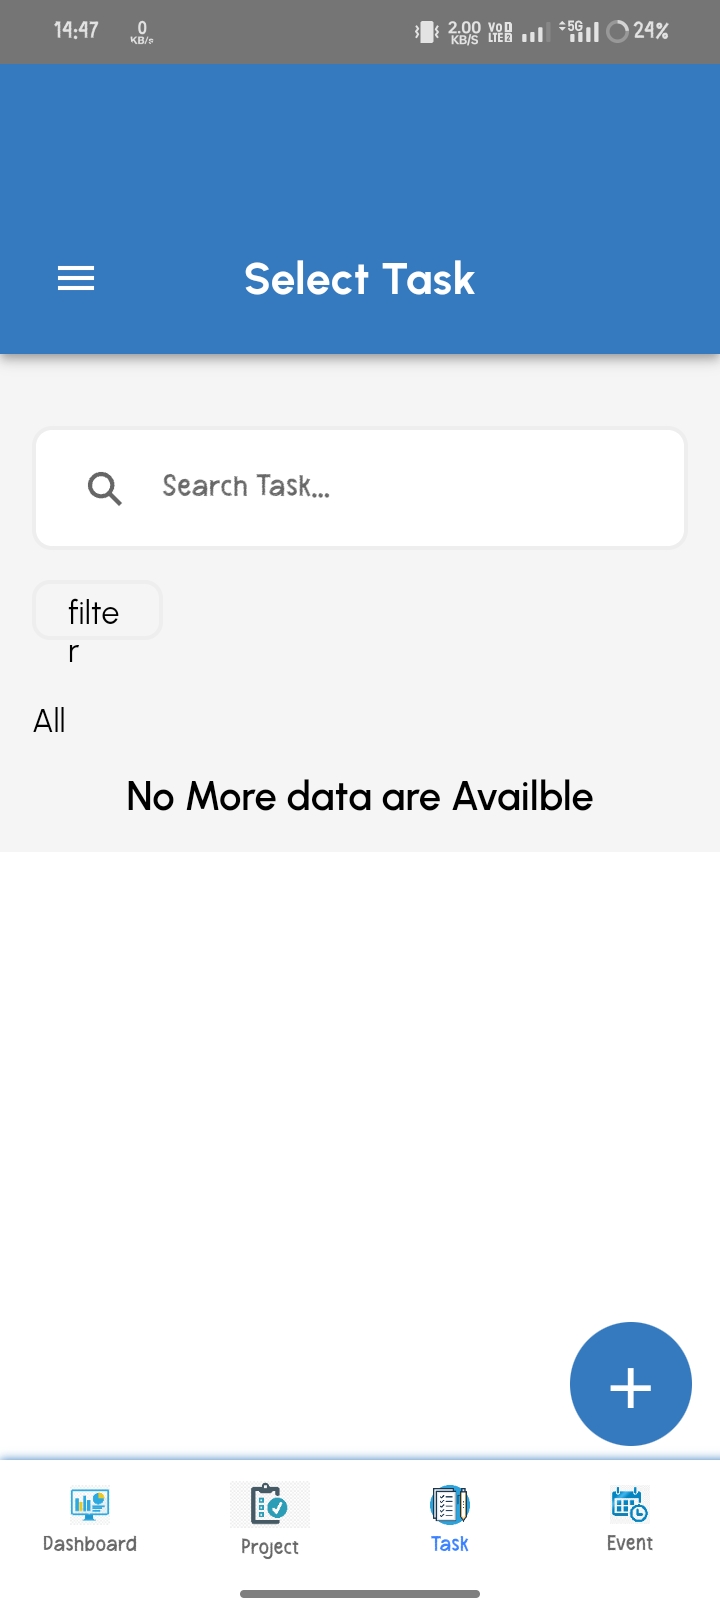 14:47 0 KB/s 2.00 KB/S Vo LTE 2 5G 24%
Select Task
Search Task...
filte
r
All
No More data are Availble
+
Dashboard Project Task Event